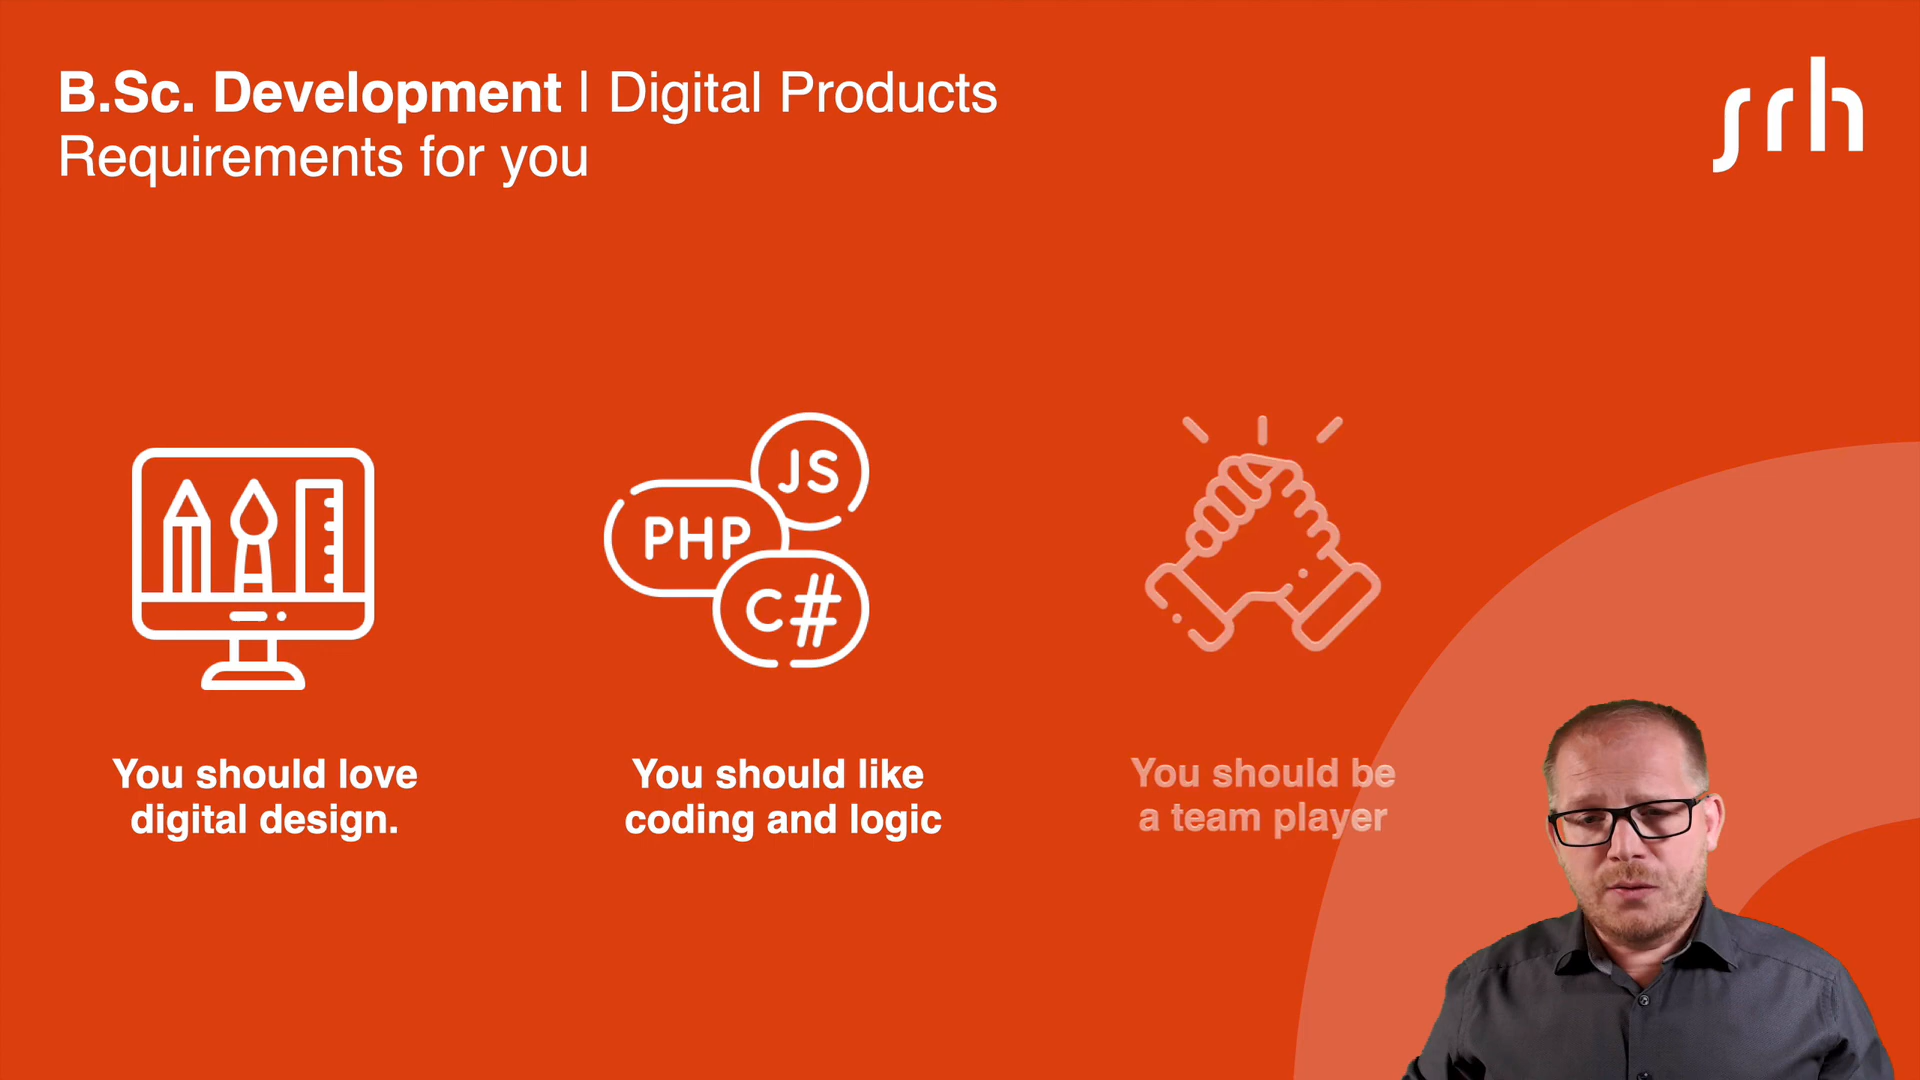 B.Sc. Development | Digital Products
Requirements for you
srh
JS
PHP
C#
You should love
digital design.
You should like
coding and logic
You should be
a team player